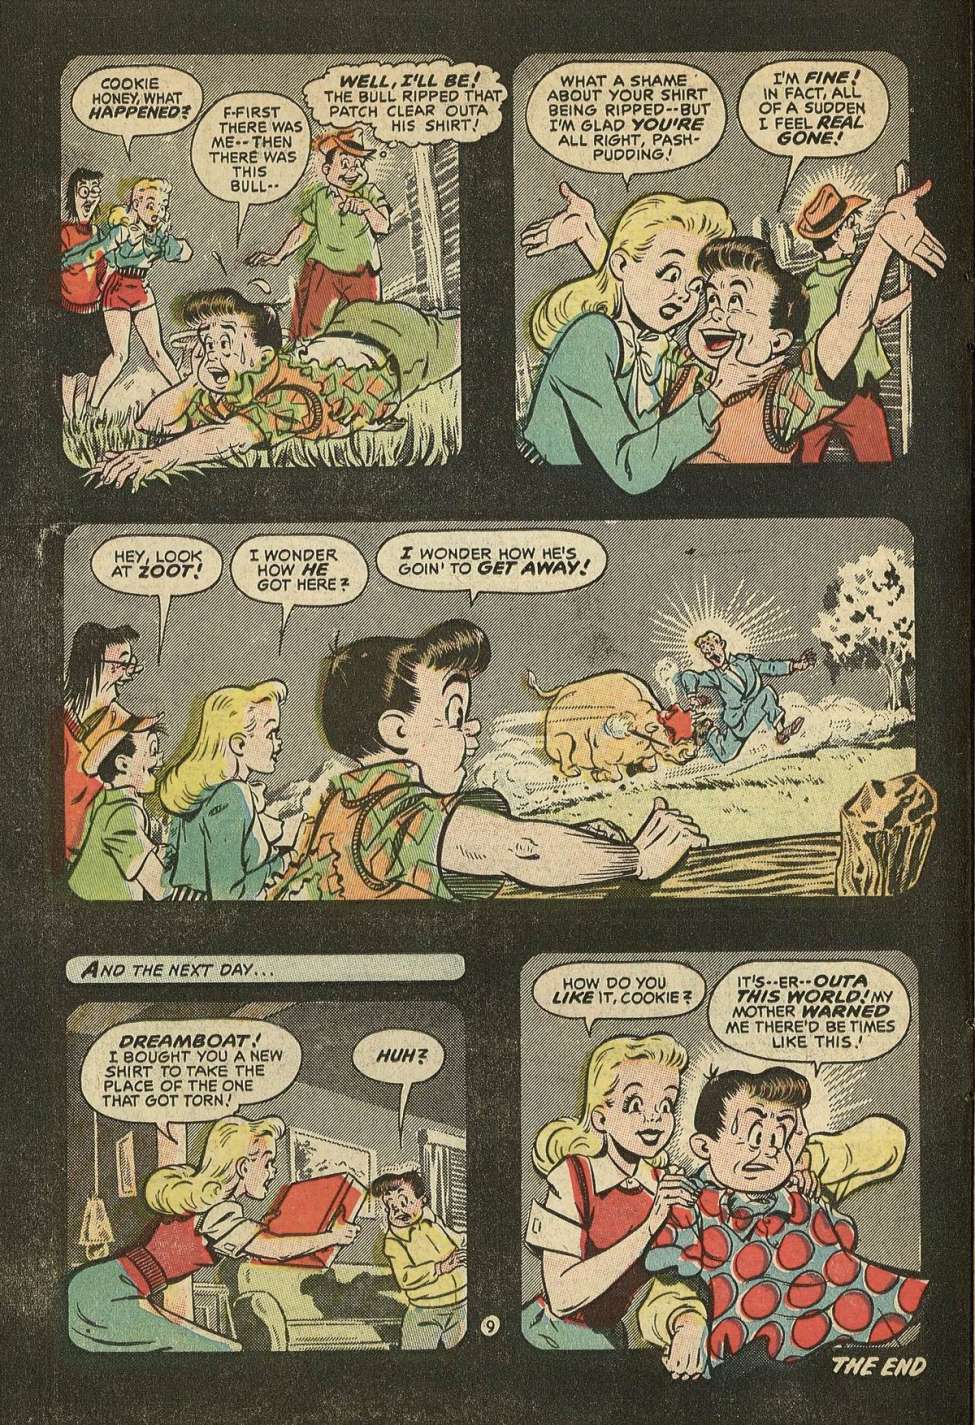 COOKIE
HONEY, WHAT
HAPPENED?
F-FIRST
THERE WAS
ME--THEN
THERE WAS
THIS
BULL--
WELL, I'LL BE!
THE BULL RIPPED THAT
PATCH CLEAR OUTA
HIS SHIRT!
WHAT A SHAME
ABOUT YOUR SHIRT
BEING RIPPED--BUT
I'M GLAD YOU'RE
ALL RIGHT, PASH-
PUDDING!
I'M FINE!
IN FACT, ALL
OF A SUDDEN
I FEEL REAL
GONE!
HEY, LOOK
AT ZOOT!
I WONDER
HOW HE
GOT HERE?
I WONDER HOW HE'S
GOIN' TO GET AWAY!
AND THE NEXT DAY...
DREAMBOAT!
I BOUGHT YOU A NEW
SHIRT TO TAKE THE
PLACE OF THE ONE
THAT GOT TORN!
HUH?
9
HOW DO YOU
LIKE IT, COOKIE?
IT'S--ER--OUTA
THIS WORLD! MY
MOTHER WARNED
ME THERE'D BE TIMES
LIKE THIS!
THE END